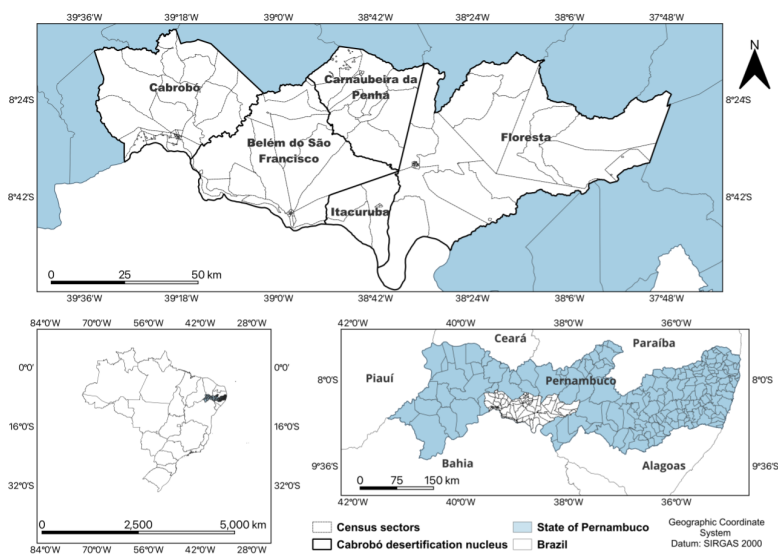 39°36'W 39°18'W 39°0'W 38°42'W 38°24'W 38°6'W 37°48'W
N
Cabrobó
Carnaubeira da
Penha
8°24'S 8°24'S
Belém do São
Francisco
Floresta
8°42'S 8°42'S
Itacuruba
0 25 50 km
39°36'W 39°18'W 39°0'W 38°42'W 38°24'W 38°6'W 37°48'W
84°0'W 70°0'W 56°0'W 42°0'W 28°0'W
0°0' 0°0'
16°0'S 16°0'S
32°0'S 32°0'S
0 2,500 5,000 km
84°0'W 70°0'W 56°0'W 42°0'W 28°0'W
42°0'W 40°0'W 38°0'W 36°0'W
Ceará Paraíba
Piauí Pernambuco
8°0'S 8°0'S
Bahia Alagoas
9°36'S 9°36'S
0 75 150 km
42°0'W 40°0'W 38°0'W 36°0'W
Census sectors
Cabrobó desertification nucleus
State of Pernambuco
Brazil
Geographic Coordinate
System
Datum: SIRGAS 2000